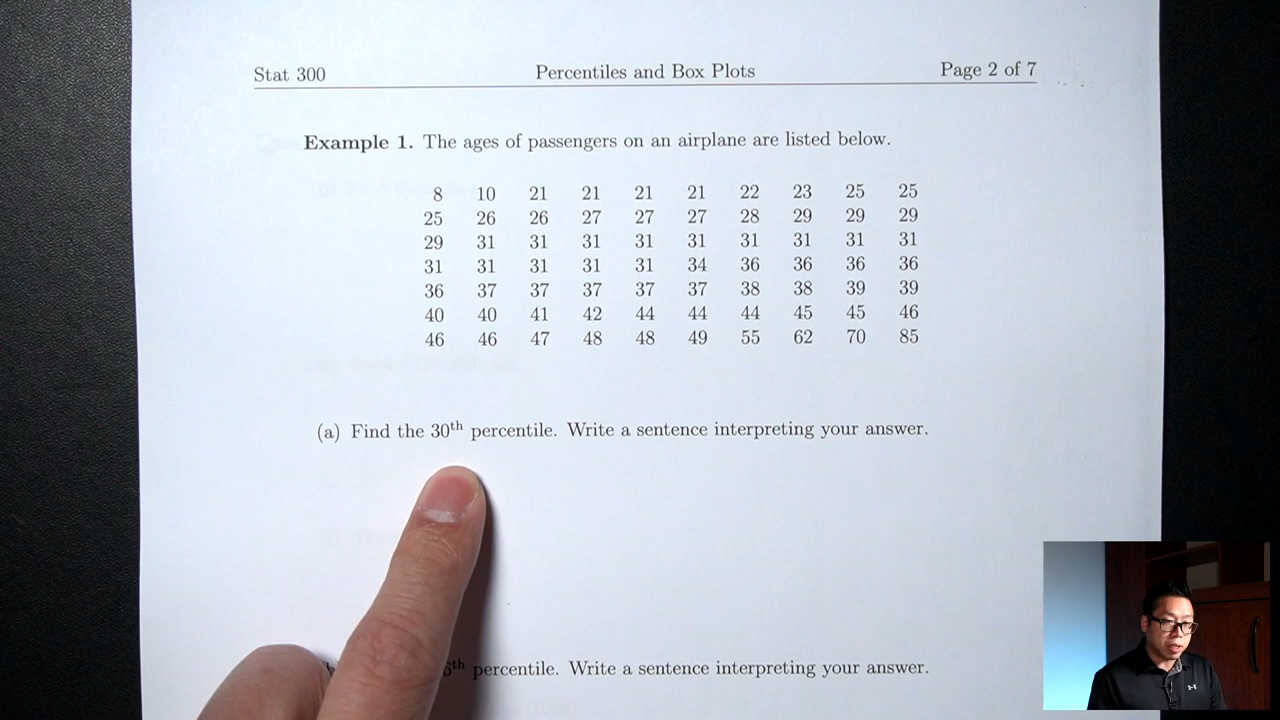 Stat 300 Percentiles and Box Plots Page 2 of 7
Example 1. The ages of passengers on an airplane are listed below.
8 10 21 21 21 21 22 23 25 25
25 26 26 27 27 27 28 29 29 29
29 31 31 31 31 31 31 31 31 31
31 31 31 31 31 34 36 36 36 36
36 37 37 37 37 37 38 38 39 39
40 40 41 42 44 44 44 45 45 46
46 46 47 48 48 49 55 62 70 85
(a) Find the 30th percentile. Write a sentence interpreting your answer.
percentile. Write a sentence interpreting your answer.